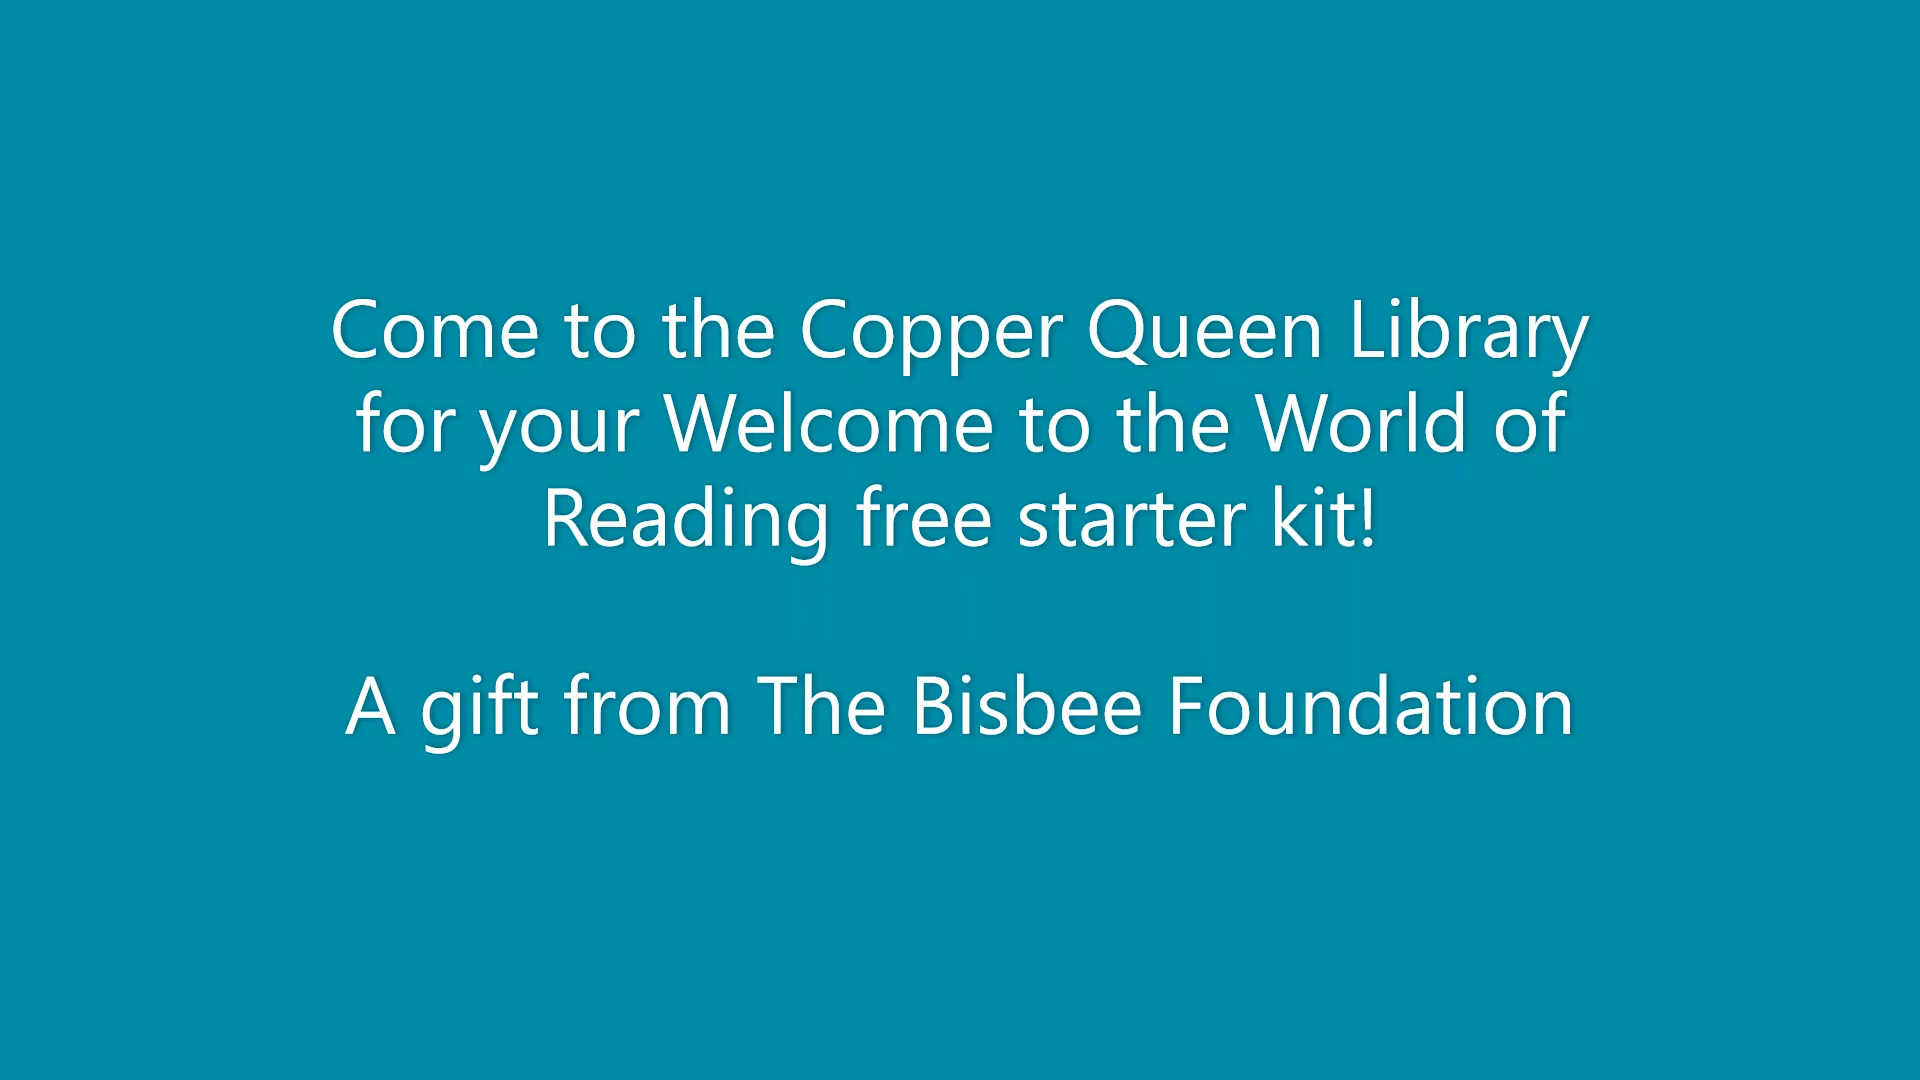 Come to the Copper Queen Library
for your Welcome to the World of
Reading free starter kit!
A gift from The Bisbee Foundation